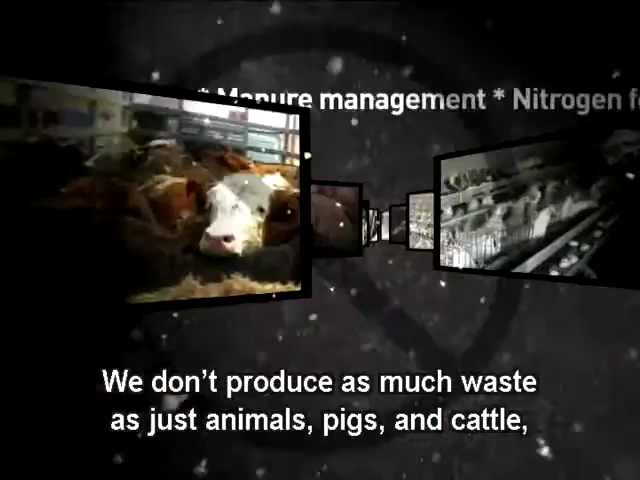 * Manure management * Nitrogen f
We don't produce as much waste
as just animals, pigs, and cattle,